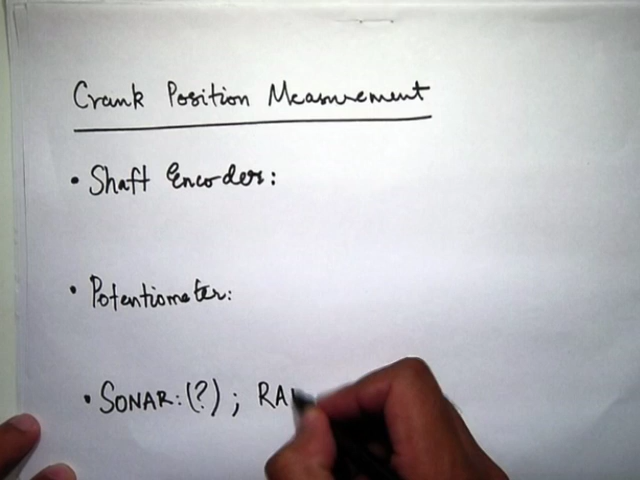 Crank Position Measurement
• Shaft Encoder:
• Potentiometer:
• SONAR: (?) ; RA